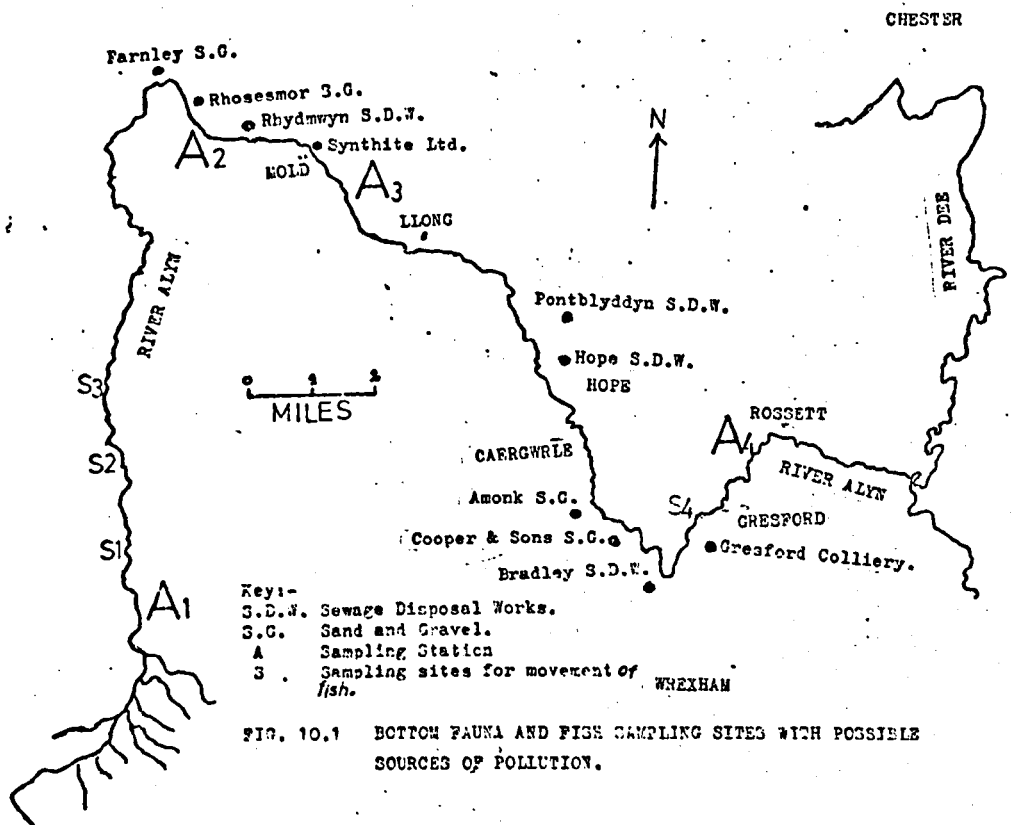 CHESTER
Farnley S.G.
Rhosesmor S.G.
Rhydmwyn S.D.W.
A2
Synthite Ltd.
MOLD
A3
N
LLONG
RIVER DEE
RIVER ALYN
Pontblyddyn S.D.W.
Hope S.D.W.
HOPE
S3
0 1 2
MILES
ROSSETT
A4
CAERGWRLE
S2
RIVER ALYN
Amonk S.G.
S4
GRESFORD
Cooper & Sons S.G.
S1
Gresford Colliery.
Bradley S.D.W.
A1
Key:-
S.D.W. Sewage Disposal Works.
S.G. Sand and Gravel.
A Sampling Station
S . Sampling sites for movement of
fish.
WREXHAM
FIG. 10.1 BOTTOM FAUNA AND FISH SAMPLING SITES WITH POSSIBLE
SOURCES OF POLLUTION.